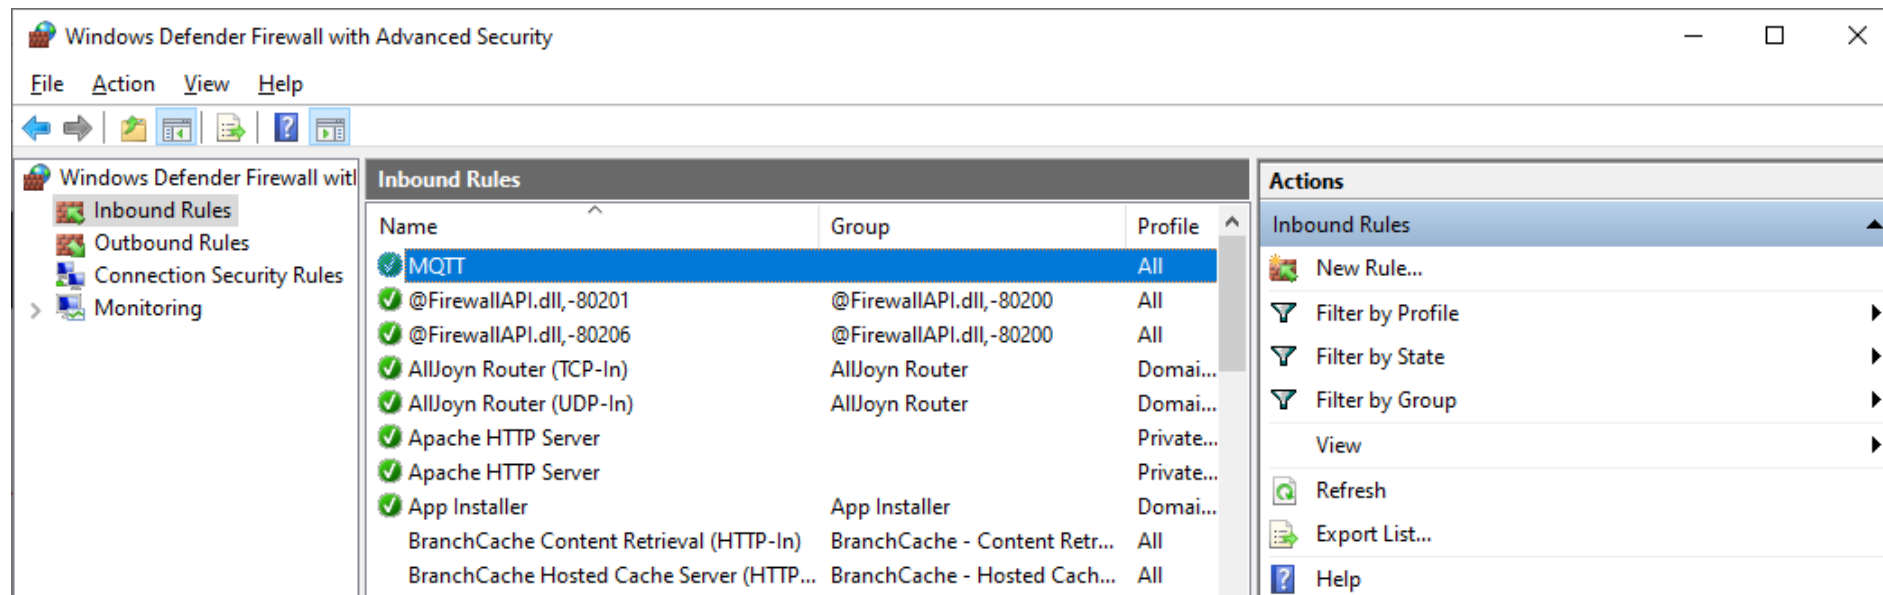 Windows Defender Firewall with Advanced Security
File Action View Help
Windows Defender Firewall witl
Inbound Rules
Outbound Rules
Connection Security Rules
Monitoring
Inbound Rules
Name Group Profile
MQTT All
@FirewallAPI.dll,-80201 @FirewallAPI.dll,-80200 All
@FirewallAPI.dll,-80206 @FirewallAPI.dll,-80200 All
AllJoyn Router (TCP-In) AllJoyn Router Domai...
AllJoyn Router (UDP-In) AllJoyn Router Domai...
Apache HTTP Server Private...
Apache HTTP Server Private...
App Installer App Installer Domai...
BranchCache Content Retrieval (HTTP-In) BranchCache - Content Retr... All
BranchCache Hosted Cache Server (HTTP... BranchCache - Hosted Cach... All
Actions
Inbound Rules
New Rule...
Filter by Profile
Filter by State
Filter by Group
View
Refresh
Export List...
Help